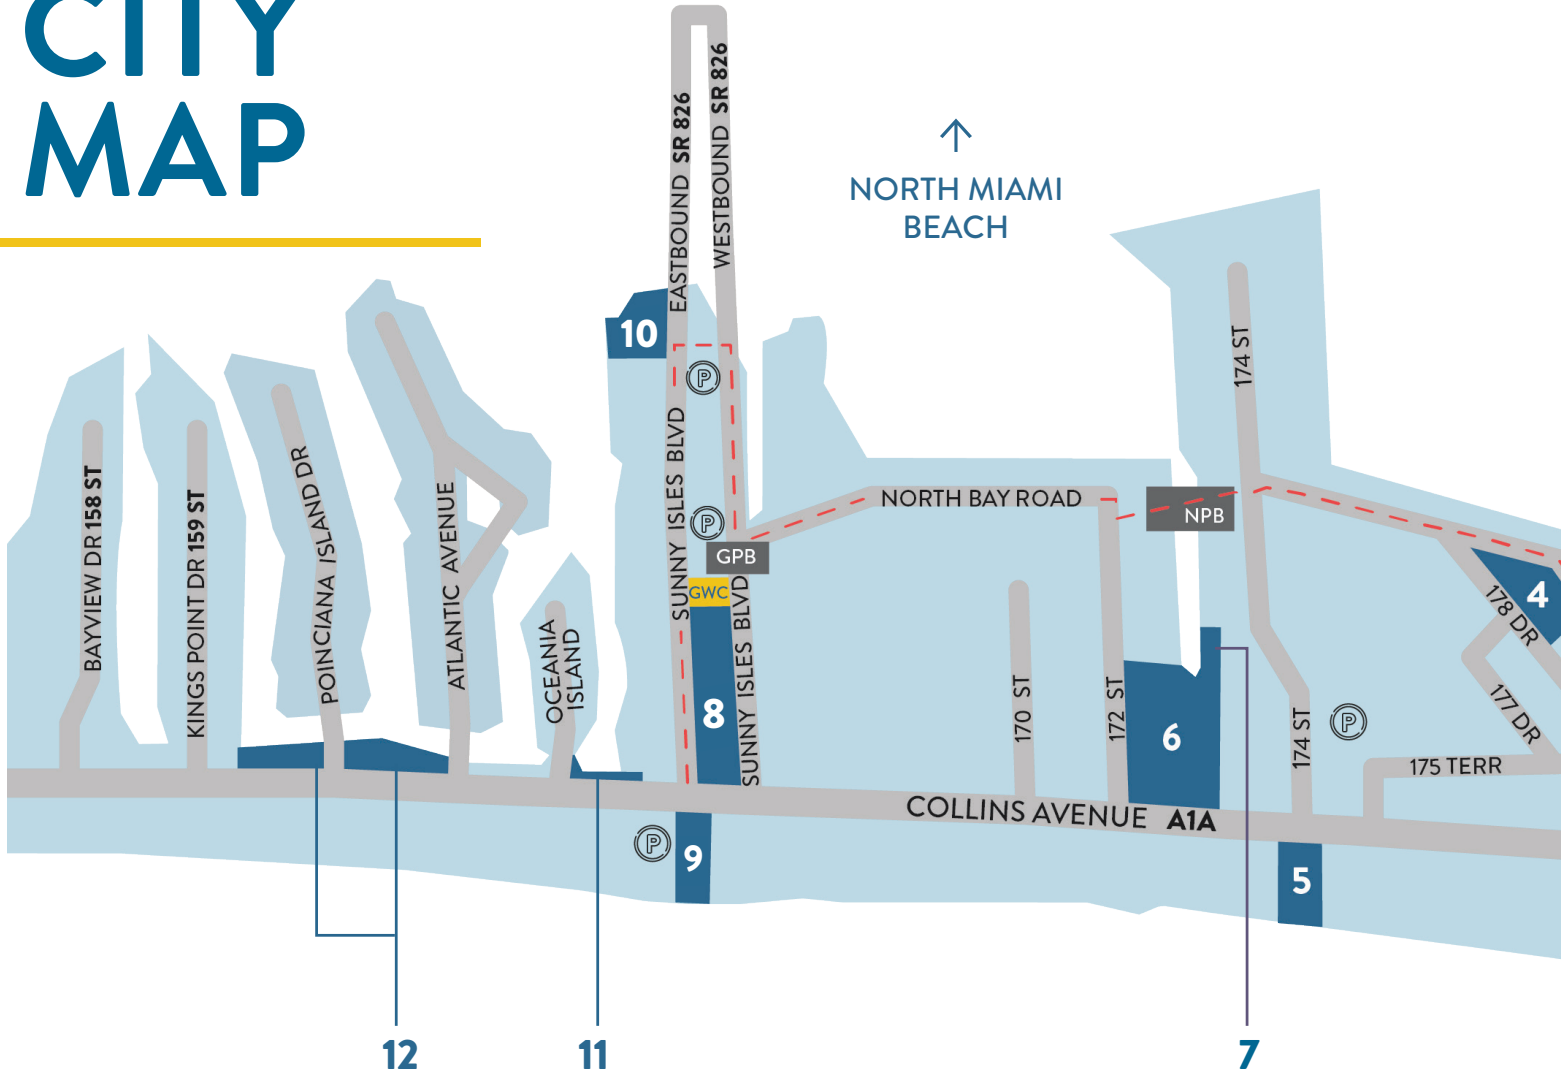 CITY
MAP
EASTBOUND SR 826
WESTBOUND SR 826
NORTH MIAMI
BEACH
10
P
174 ST
BAYVIEW DR 158 ST
KINGS POINT DR 159 ST
POINCIANA ISLAND DR
ATLANTIC AVENUE
OCEANIA
ISLAND
SUNNY ISLES BLVD
P
GPB
GWC
SUNNY ISLES BLVD
NORTH BAY ROAD
NPB
4
178 DR
177 DR
170 ST
172 ST
8
6
174 ST
P
175 TERR
COLLINS AVENUE A1A
P
9
5
12
11
7